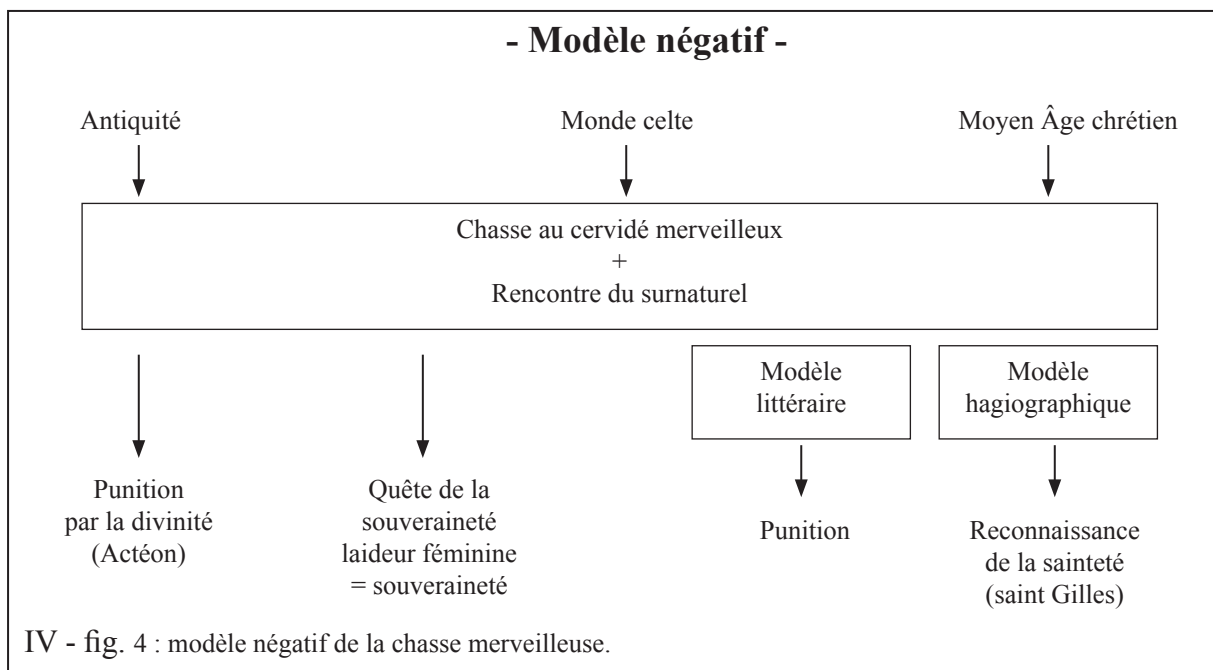 - Modèle négatif -
Antiquité
Monde celte
Moyen Âge chrétien
Chasse au cervidé merveilleux
+
Rencontre du surnaturel
Modèle
littéraire
Modèle
hagiographique
Punition
par la divinité
(Actéon)
Quête de la
souveraineté
laideur féminine
= souveraineté
Punition
Reconnaissance
de la sainteté
(saint Gilles)
IV - fig. 4 : modèle négatif de la chasse merveilleuse.